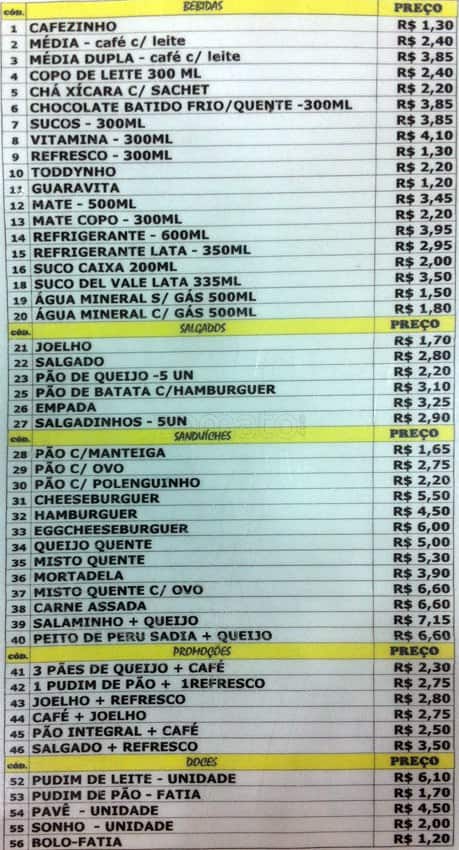 CÓD. BEBIDAS PREÇO
1 CAFEZINHO R$ 1,30
2 MÉDIA - café c/ leite R$ 2,40
3 MÉDIA DUPLA - café c/ leite R$ 3,85
4 COPO DE LEITE 300 ML R$ 2,40
5 CHÁ XÍCARA C/ SACHET R$ 2,20
6 CHOCOLATE BATIDO FRIO/QUENTE -300ML R$ 3,85
7 SUCOS - 300ML R$ 3,85
8 VITAMINA - 300ML R$ 4,10
9 REFRESCO - 300ML R$ 1,30
10 TODDYNHO R$ 2,20
11 GUARAVITA R$ 1,20
12 MATE - 500ML R$ 3,45
13 MATE COPO - 300ML R$ 2,20
14 REFRIGERANTE - 600ML R$ 3,95
15 REFRIGERANTE LATA - 350ML R$ 2,95
16 SUCO CAIXA 200ML R$ 2,00
18 SUCO DEL VALE LATA 335ML R$ 3,50
19 ÁGUA MINERAL S/ GÁS 500ML R$ 1,50
20 ÁGUA MINERAL C/ GÁS 500ML R$ 1,80
CÓD. SALGADOS PREÇO
21 JOELHO R$ 1,70
22 SALGADO R$ 2,80
23 PÃO DE QUEIJO -5 UN R$ 2,20
25 PÃO DE BATATA C/HAMBURGUER R$ 3,10
26 EMPADA R$ 3,25
27 SALGADINHOS - 5UN R$ 2,90
CÓD. SANDUÍCHES PREÇO
28 PÃO C/MANTEIGA R$ 1,65
29 PÃO C/ OVO R$ 2,75
30 PÃO C/ POLENGUINHO R$ 2,20
31 CHEESEBURGUER R$ 5,50
32 HAMBURGUER R$ 4,50
33 EGGCHEESEBURGUER R$ 6,00
34 QUEIJO QUENTE R$ 5,00
35 MISTO QUENTE R$ 5,30
36 MORTADELA R$ 3,90
37 MISTO QUENTE C/ OVO R$ 6,60
38 CARNE ASSADA R$ 6,60
39 SALAMINHO + QUEIJO R$ 7,15
40 PEITO DE PERU SADIA + QUEIJO R$ 6,60
CÓD. PROMOÇÕES PREÇO
41 3 PÃES DE QUEIJO + CAFÉ R$ 2,30
42 1 PUDIM DE PÃO + 1REFRESCO R$ 2,75
43 JOELHO + REFRESCO R$ 2,80
44 CAFÉ + JOELHO R$ 2,75
45 PÃO INTEGRAL + CAFÉ R$ 2,50
46 SALGADO + REFRESCO R$ 3,50
CÓD. DOCES PREÇO
52 PUDIM DE LEITE - UNIDADE R$ 6,10
53 PUDIM DE PÃO - FATIA R$ 1,70
54 PAVÊ - UNIDADE R$ 4,50
55 SONHO - UNIDADE R$ 2,00
56 BOLO-FATIA R$ 1,20